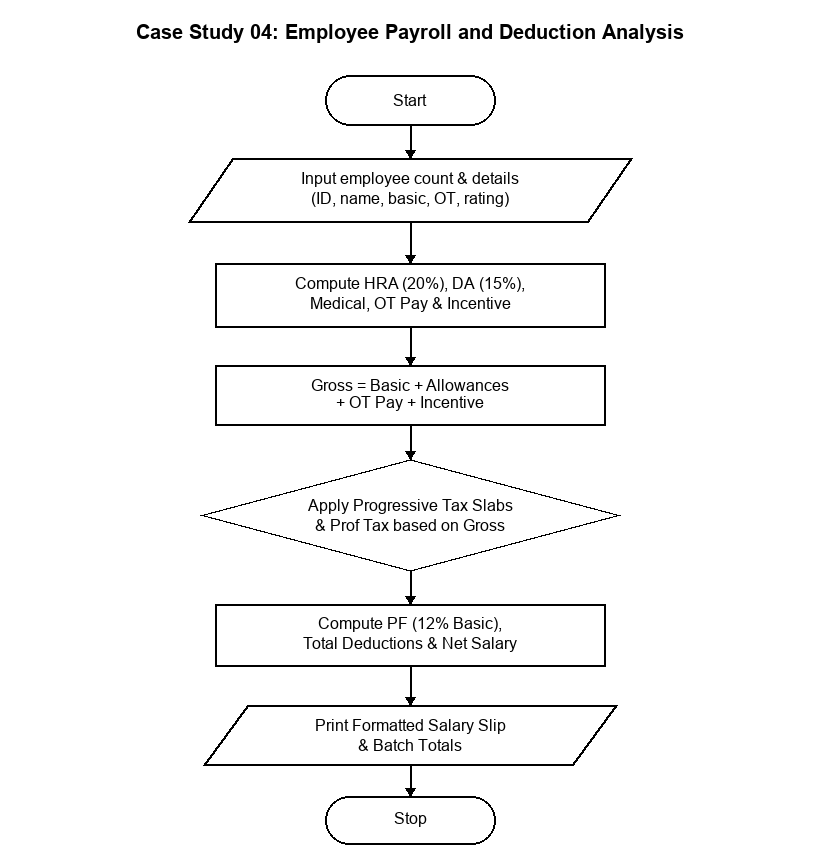 Case Study 04: Employee Payroll and Deduction Analysis
Start
Input employee count & details
(ID, name, basic, OT, rating)
Compute HRA (20%), DA (15%),
Medical, OT Pay & Incentive
Gross = Basic + Allowances
+ OT Pay + Incentive
Apply Progressive Tax Slabs
& Prof Tax based on Gross
Compute PF (12% Basic),
Total Deductions & Net Salary
Print Formatted Salary Slip
& Batch Totals
Stop